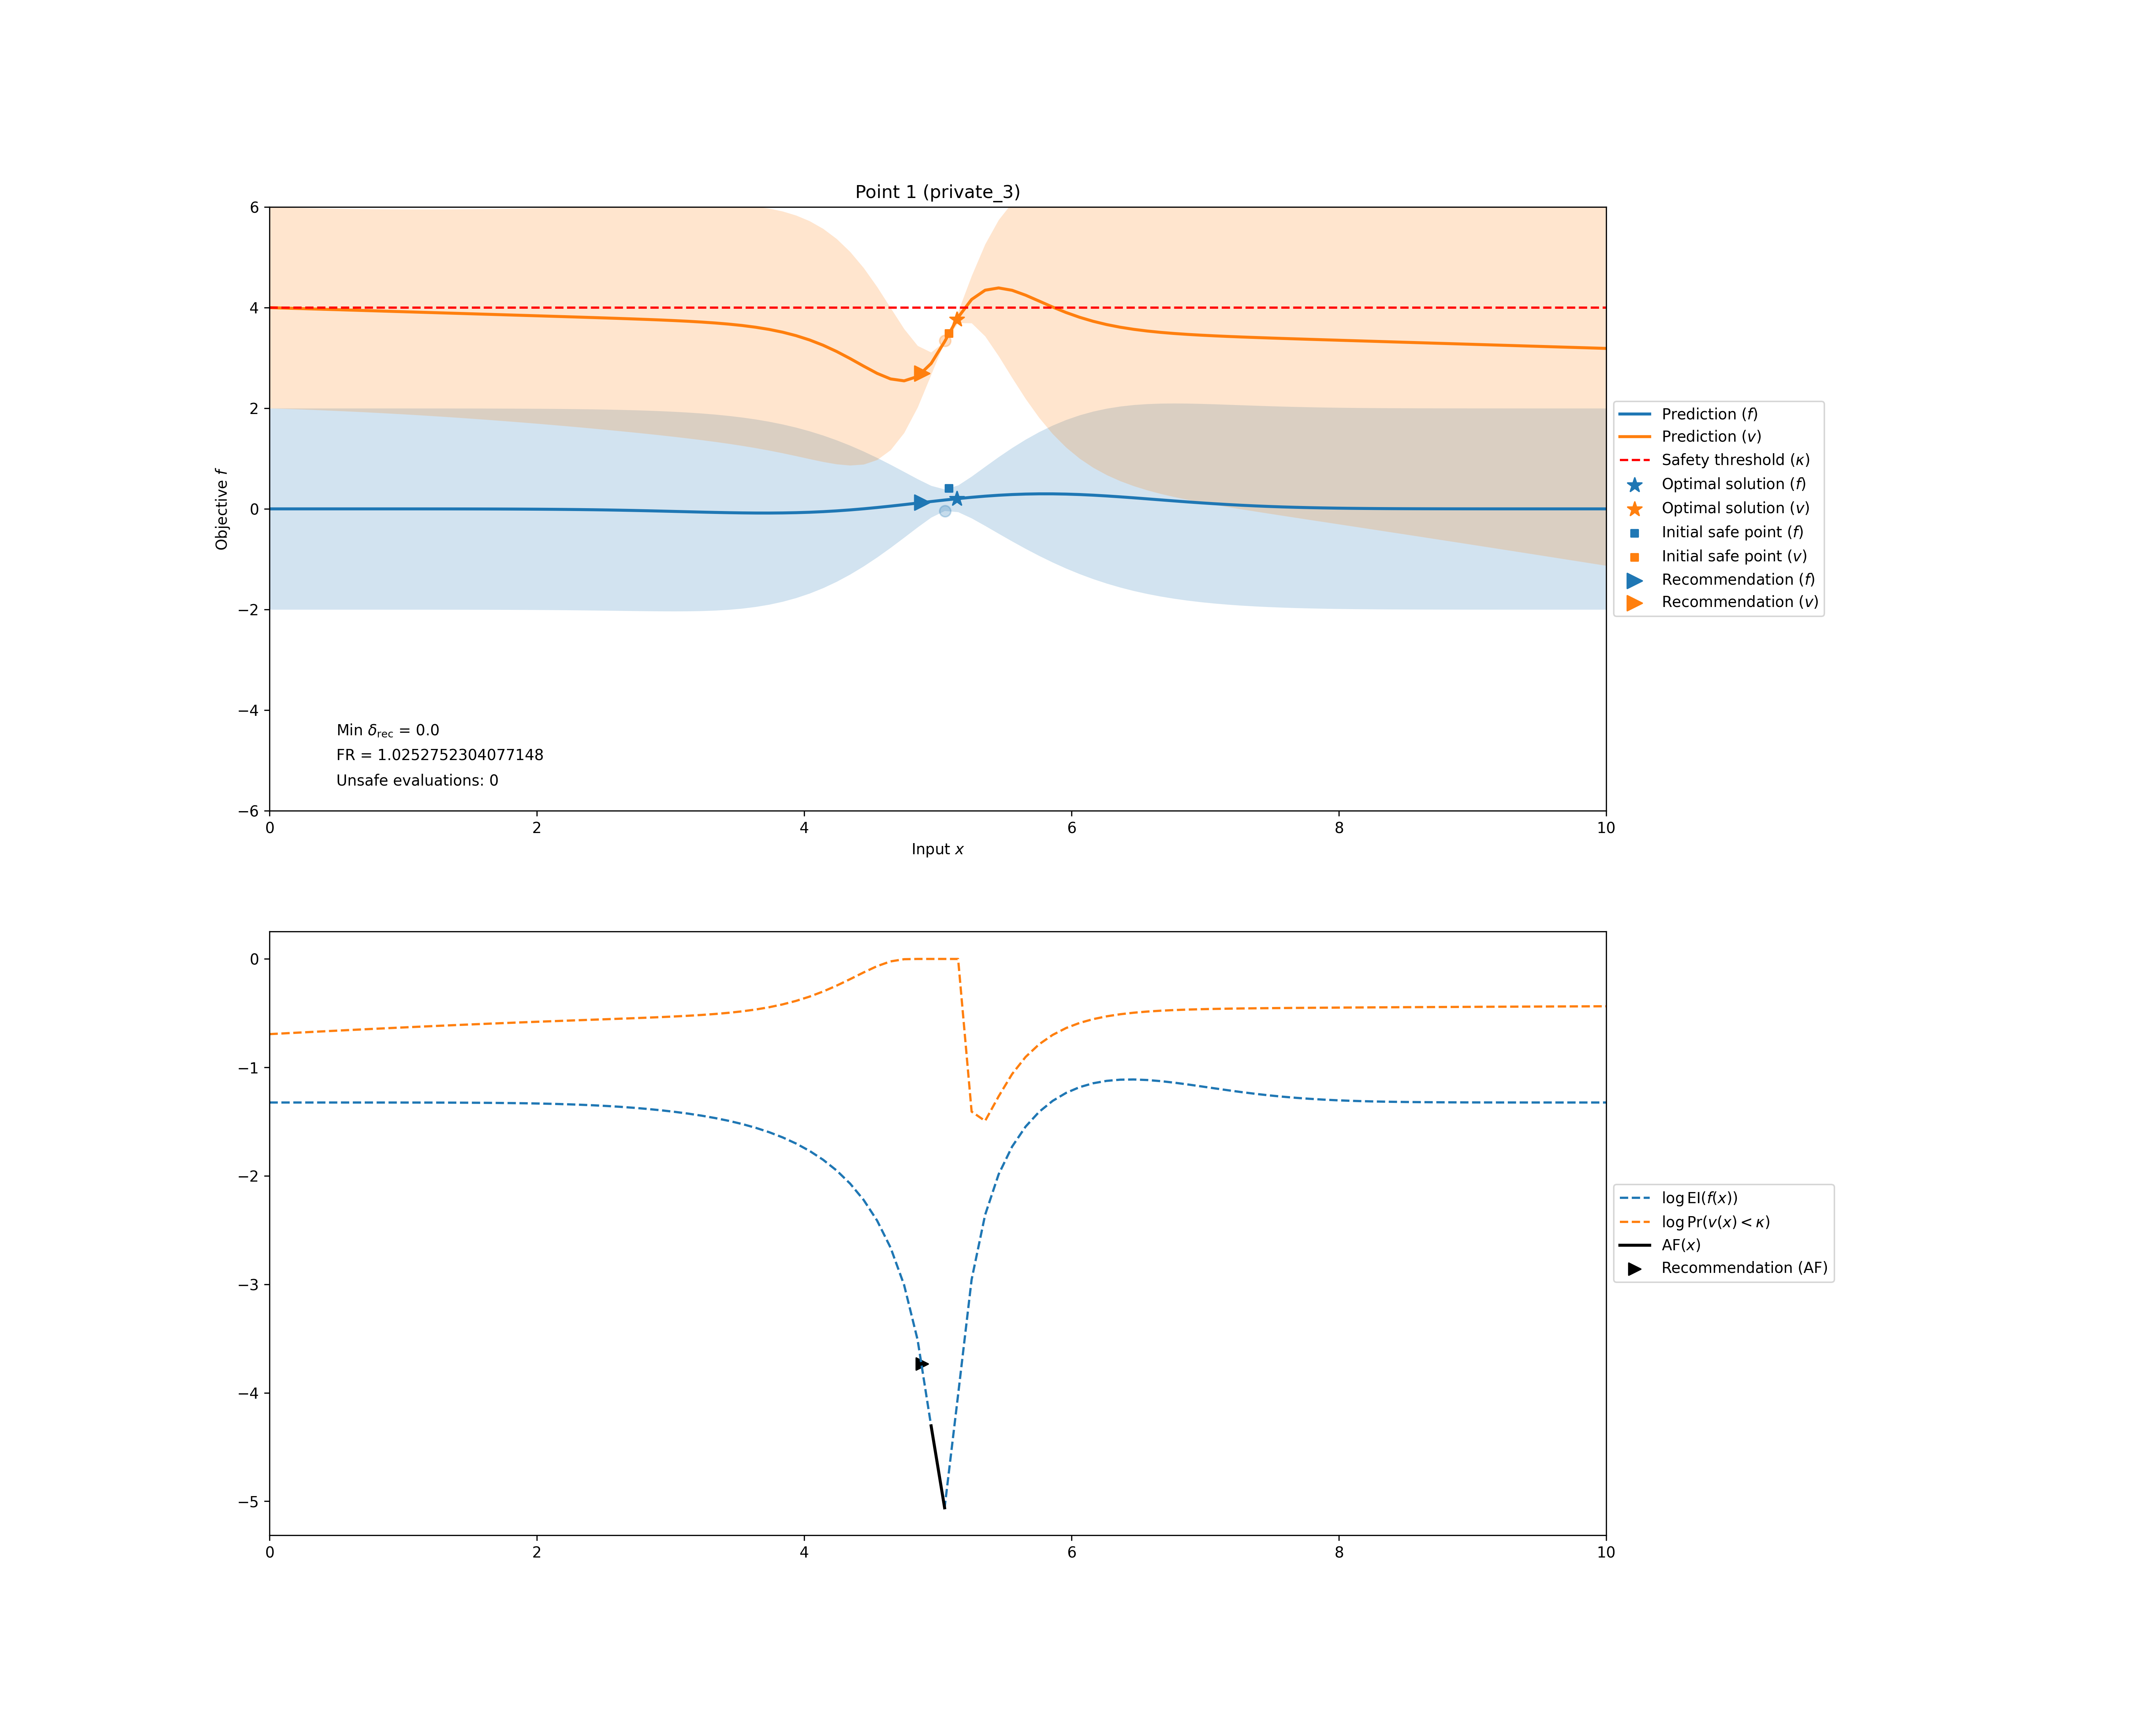 Point 1 (private_3)
6
4
2
0
−2
−4
−6
Objective f
Min δrec = 0.0
FR = 1.0252752304077148
Unsafe evaluations: 0
0 2 4 6 8 10
Input x
Prediction (f)
Prediction (v)
Safety threshold (κ)
Optimal solution (f)
Optimal solution (v)
Initial safe point (f)
Initial safe point (v)
Recommendation (f)
Recommendation (v)
0
−1
−2
−3
−4
−5
0 2 4 6 8 10
log EI(f(x))
log Pr(v(x) < κ)
AF(x)
Recommendation (AF)